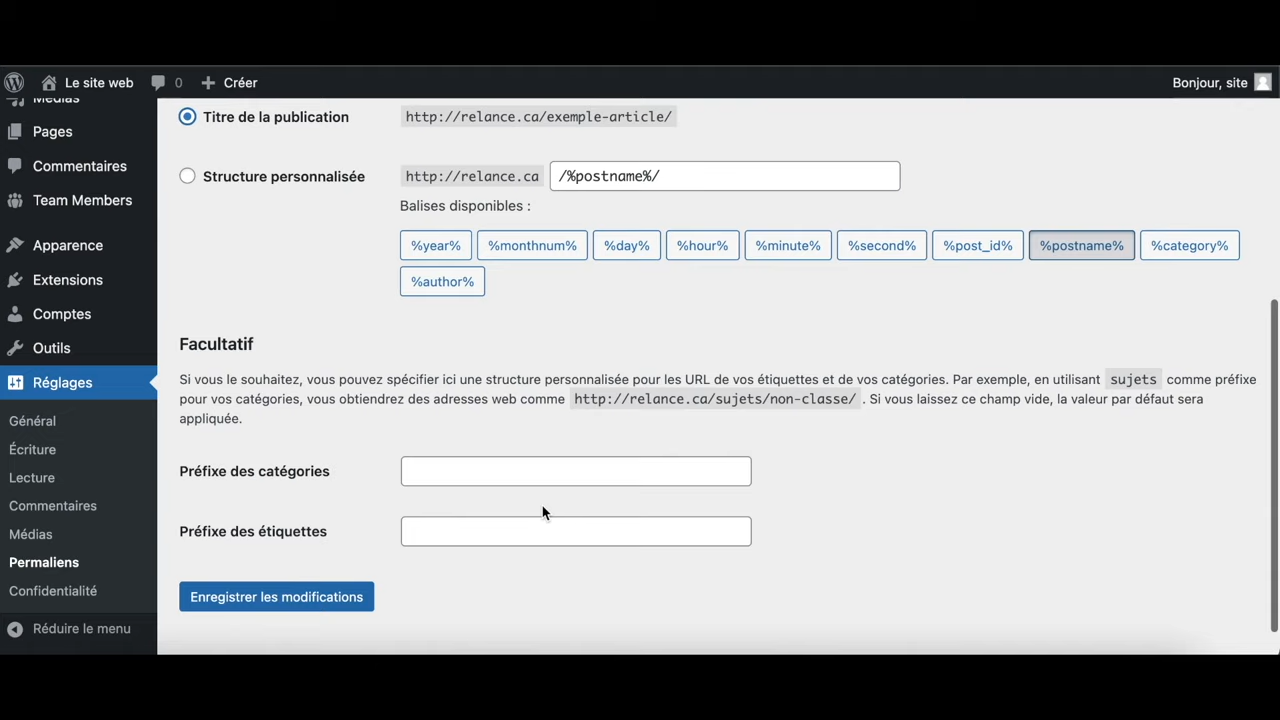 Le site web 0 Créer Bonjour, site
Médias
Pages
Commentaires
Team Members
Apparence
Extensions
Comptes
Outils
Réglages
Général
Écriture
Lecture
Commentaires
Médias
Permaliens
Confidentialité
Réduire le menu
Titre de la publication http://relance.ca/exemple-article/
Structure personnalisée http://relance.ca /%postname%/
Balises disponibles :
%year% %monthnum% %day% %hour% %minute% %second% %post_id% %postname% %category%
%author%
Facultatif
Si vous le souhaitez, vous pouvez spécifier ici une structure personnalisée pour les URL de vos étiquettes et de vos catégories. Par exemple, en utilisant sujets comme préfixe
pour vos catégories, vous obtiendrez des adresses web comme http://relance.ca/sujets/non-classe/ . Si vous laissez ce champ vide, la valeur par défaut sera
appliquée.
Préfixe des catégories
Préfixe des étiquettes
Enregistrer les modifications